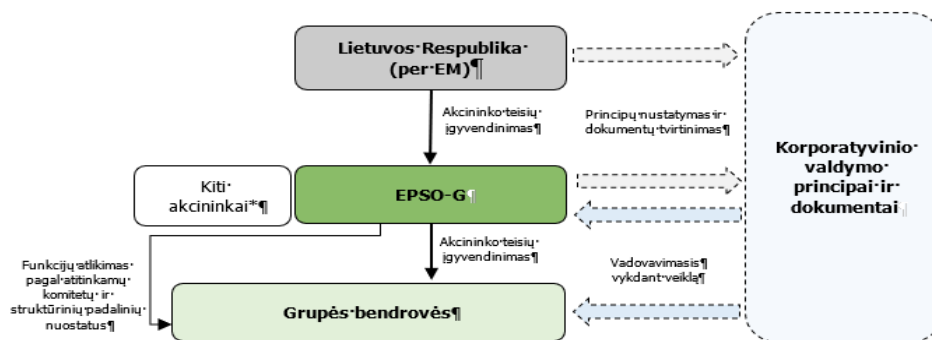 Lietuvos·Respublika·
(per·EM)¶
Akcininko·teisių·
įgyvendinimas¶
Principų·nustatymas·ir·
dokumentų·tvirtinimas¶
Korporatyvinio·
valdymo·
principai·ir·
dokumentai¶
Kiti·
akcininkai*¶
EPSO-G¶
Akcininko·teisių·
įgyvendinimas¶
Funkcijų·atlikimas·
pagal·atitinkamų·
komitetų·ir·
struktūrinių·padalinių·
nuostatus¶
Vadovavimasis¶
vykdant·veiklą¶
Grupės·bendrovės¶